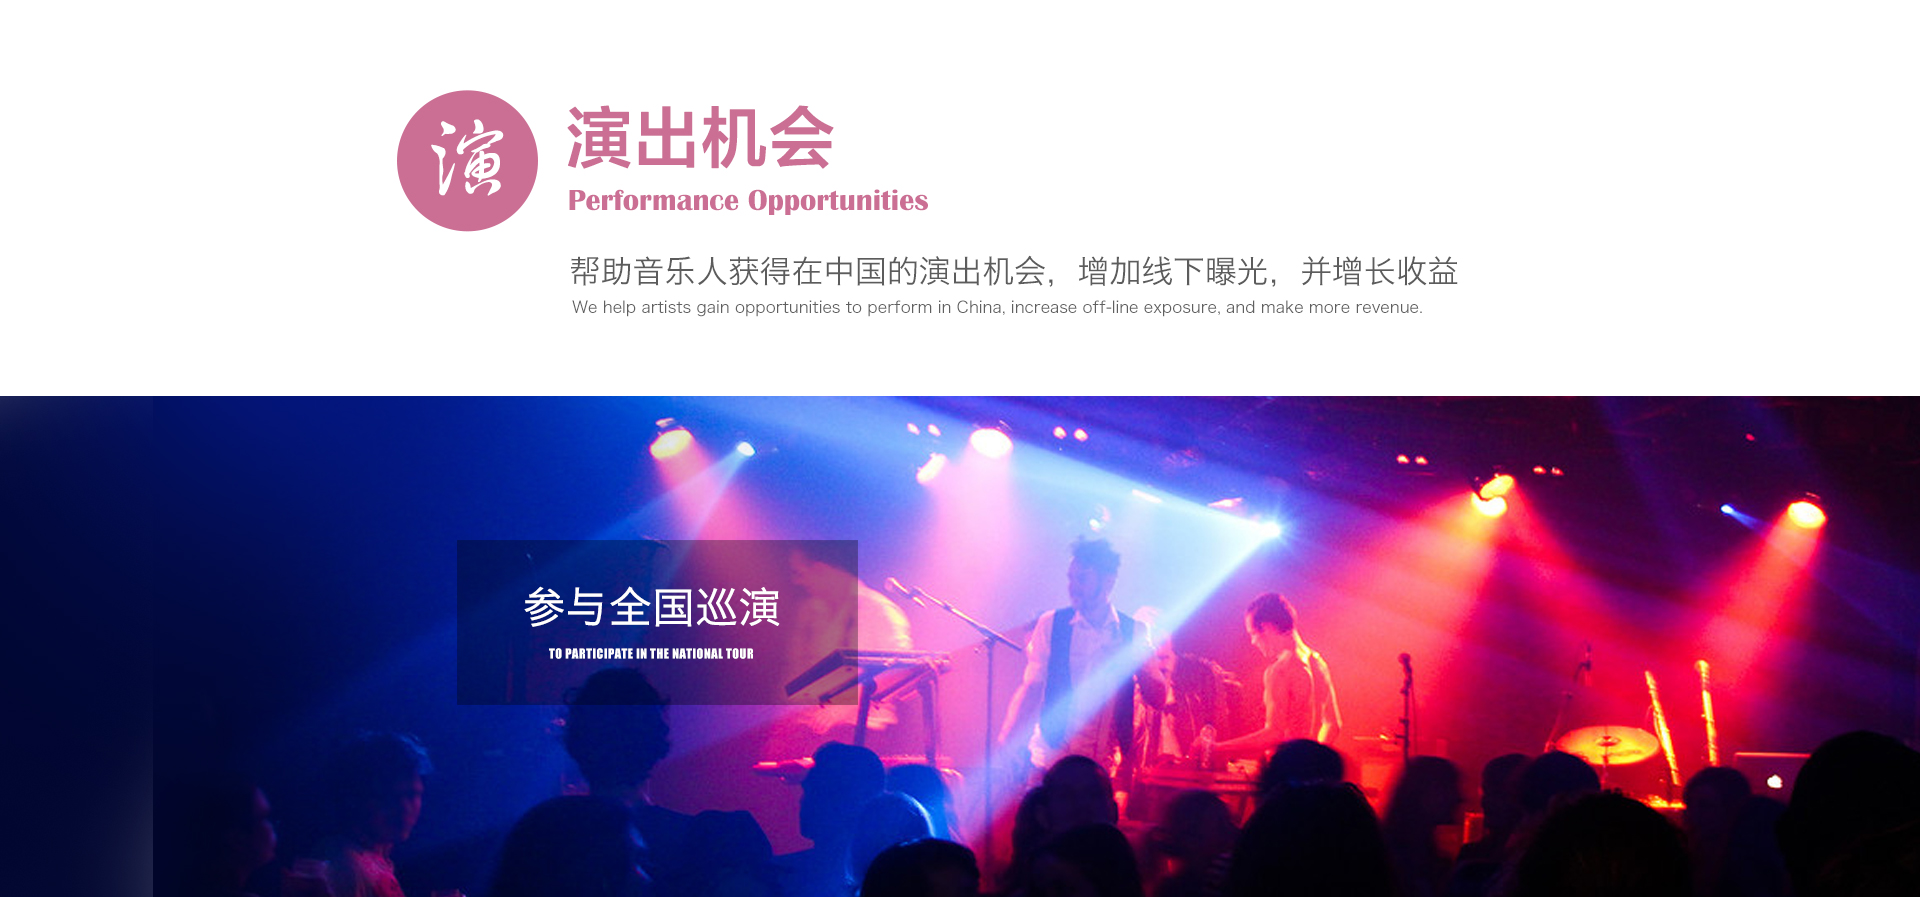 演
演出机会
Performance Opportunities
帮助音乐人获得在中国的演出机会，增加线下曝光，并增长收益
We help artists gain opportunities to perform in China, increase off-line exposure, and make more revenue.
参与全国巡演
TO PARTICIPATE IN THE NATIONAL TOUR